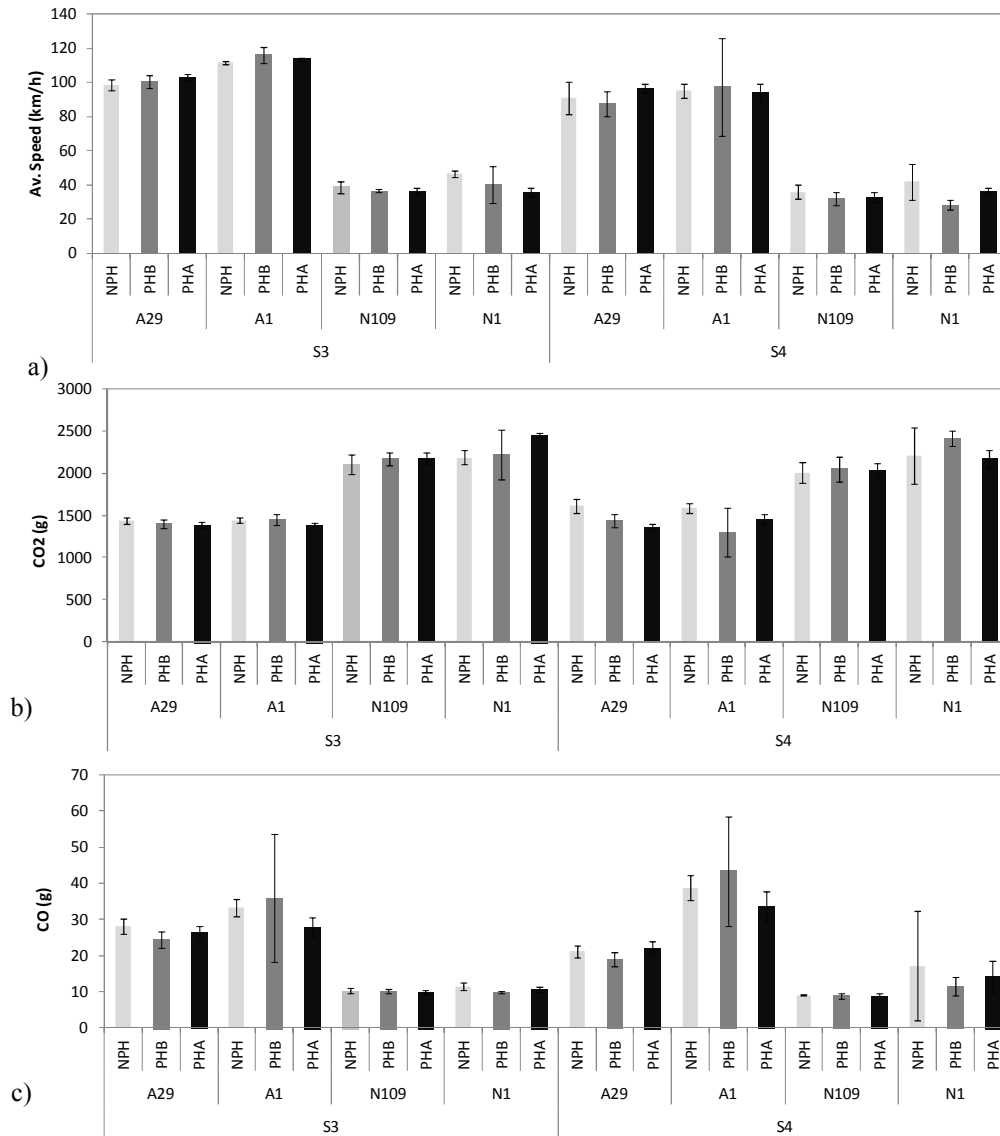 140
120
100
80
60
40
20
0
Av. Speed (km/h)
NPH PHB PHA NPH PHB PHA NPH PHB PHA NPH PHB PHA NPH PHB PHA NPH PHB PHA NPH PHB PHA NPH PHB PHA
A29 A1 N109 N1 A29 A1 N109 N1
S3 S4
a)
3000
2500
2000
1500
1000
500
0
CO2 (g)
NPH PHB PHA NPH PHB PHA NPH PHB PHA NPH PHB PHA NPH PHB PHA NPH PHB PHA NPH PHB PHA NPH PHB PHA
A29 A1 N109 N1 A29 A1 N109 N1
S3 S4
b)
70
60
50
40
30
20
10
0
CO (g)
NPH PHB PHA NPH PHB PHA NPH PHB PHA NPH PHB PHA NPH PHB PHA NPH PHB PHA NPH PHB PHA NPH PHB PHA
A29 A1 N109 N1 A29 A1 N109 N1
S3 S4
c)